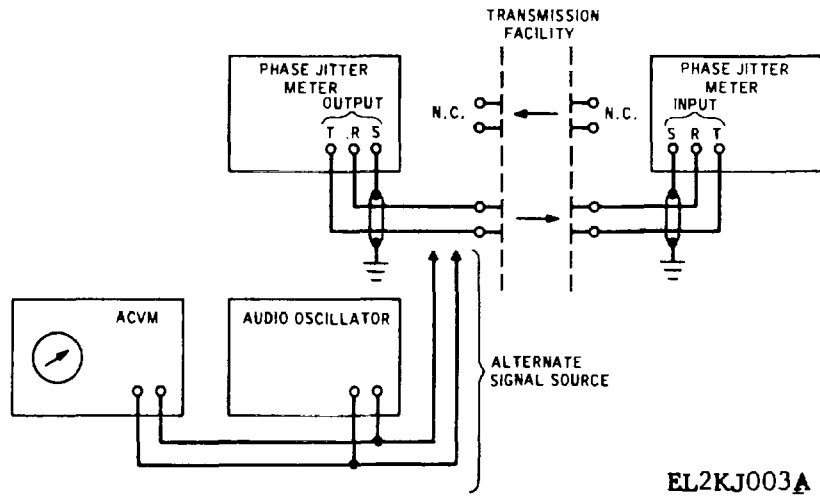 TRANSMISSION
FACILITY
PHASE JITTER
METER
OUTPUT
T .R S
N.C.
N.C.
PHASE JITTER
METER
INPUT
S R T
ACVM
AUDIO OSCILLATOR
ALTERNATE
SIGNAL SOURCE
EL2KJ003A